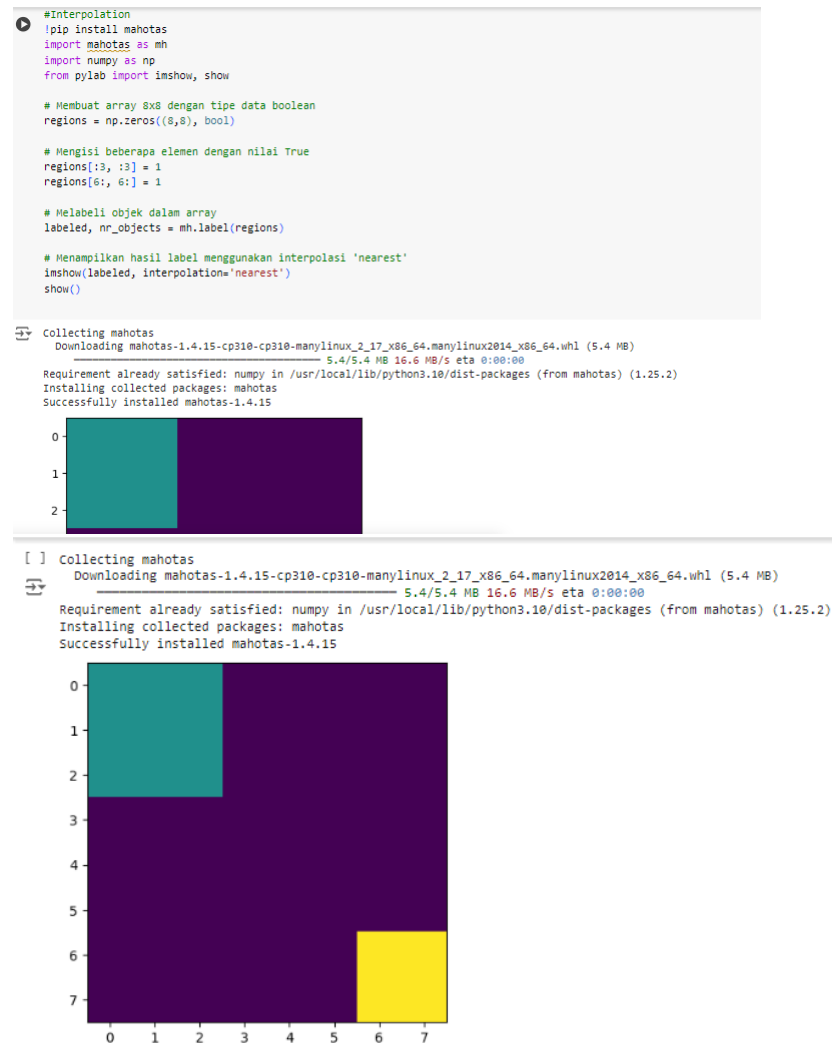 #Interpolation
!pip install mahotas
import mahotas as mh
import numpy as np
from pylab import imshow, show
# Membuat array 8x8 dengan tipe data boolean
regions = np.zeros((8,8), bool)
# Mengisi beberapa elemen dengan nilai True
regions[:3, :3] = 1
regions[6:, 6:] = 1
# Melabeli objek dalam array
labeled, nr_objects = mh.label(regions)
# Menampilkan hasil label menggunakan interpolasi 'nearest'
imshow(labeled, interpolation='nearest')
show()
Collecting mahotas
Downloading mahotas-1.4.15-cp310-cp310-manylinux_2_17_x86_64.manylinux2014_x86_64.whl (5.4 MB)
5.4/5.4 MB 16.6 MB/s eta 0:00:00
Requirement already satisfied: numpy in /usr/local/lib/python3.10/dist-packages (from mahotas) (1.25.2)
Installing collected packages: mahotas
Successfully installed mahotas-1.4.15
0
1
2
[ ] Collecting mahotas
Downloading mahotas-1.4.15-cp310-cp310-manylinux_2_17_x86_64.manylinux2014_x86_64.whl (5.4 MB)
5.4/5.4 MB 16.6 MB/s eta 0:00:00
Requirement already satisfied: numpy in /usr/local/lib/python3.10/dist-packages (from mahotas) (1.25.2)
Installing collected packages: mahotas
Successfully installed mahotas-1.4.15
0
1
2
3
4
5
6
7
0 1 2 3 4 5 6 7